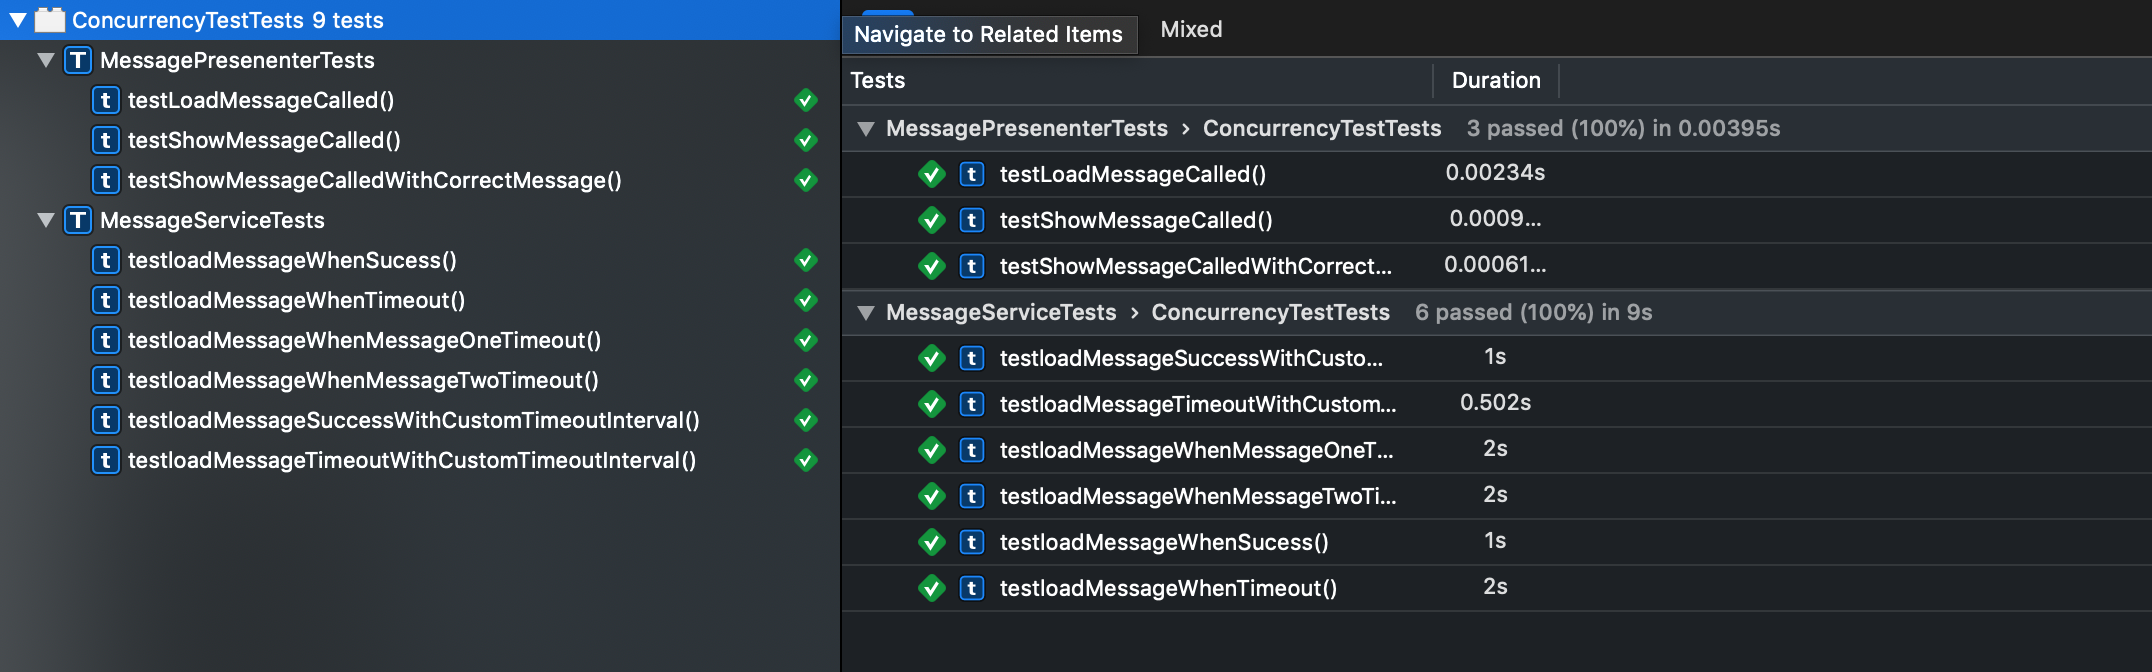 ConcurrencyTestTests 9 tests
MessagePresenenterTests
testLoadMessageCalled()
testShowMessageCalled()
testShowMessageCalledWithCorrectMessage()
MessageServiceTests
testloadMessageWhenSucess()
testloadMessageWhenTimeout()
testloadMessageWhenMessageOneTimeout()
testloadMessageWhenMessageTwoTimeout()
testloadMessageSuccessWithCustomTimeoutInterval()
testloadMessageTimeoutWithCustomTimeoutInterval()
Navigate to Related Items Mixed
Tests Duration
MessagePresenenterTests › ConcurrencyTestTests 3 passed (100%) in 0.00395s
testLoadMessageCalled() 0.00234s
testShowMessageCalled() 0.0009...
testShowMessageCalledWithCorrect... 0.00061...
MessageServiceTests › ConcurrencyTestTests 6 passed (100%) in 9s
testloadMessageSuccessWithCusto... 1s
testloadMessageTimeoutWithCustom... 0.502s
testloadMessageWhenMessageOneT... 2s
testloadMessageWhenMessageTwoTi... 2s
testloadMessageWhenSucess() 1s
testloadMessageWhenTimeout() 2s